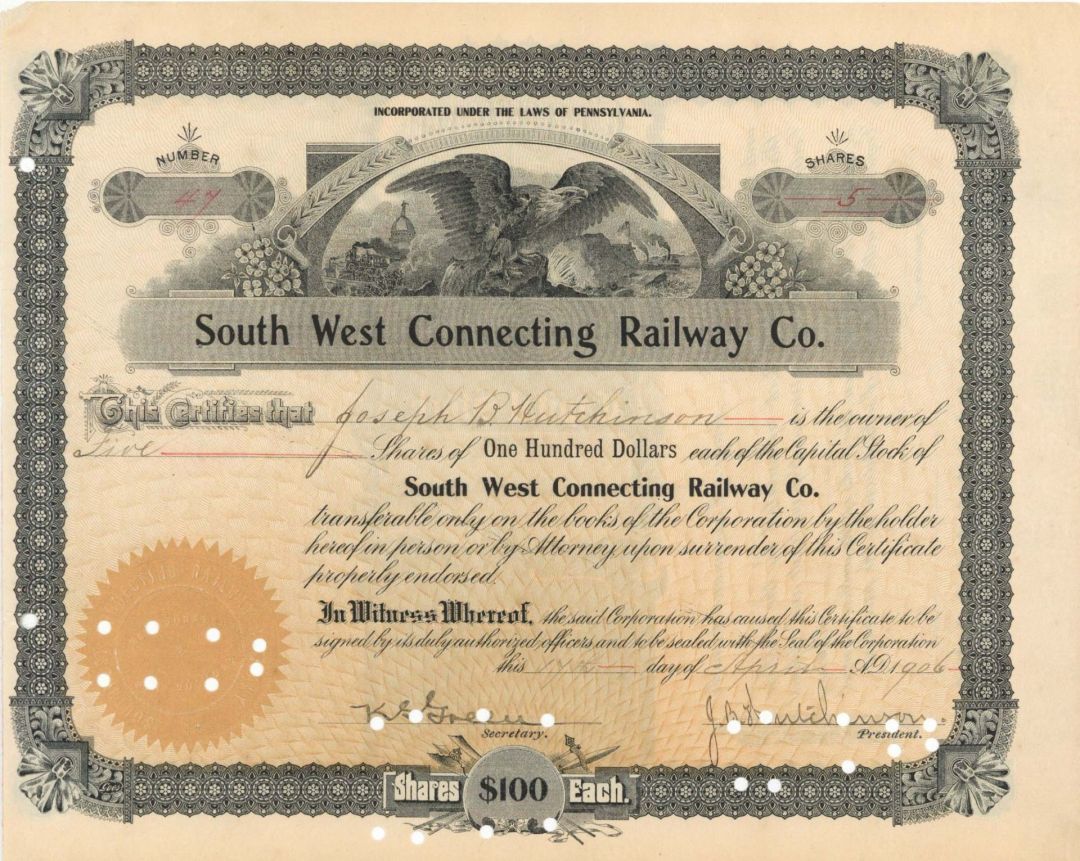 INCORPORATED UNDER THE LAWS OF PENNSYLVANIA.
NUMBER
47
SHARES
5
South West Connecting Railway Co.
This Certifies that Joseph B Hutchinson is the owner of
Five Shares of One Hundred Dollars each of the Capital Stock of
South West Connecting Railway Co.
transferable only on the books of the Corporation by the holder
hereof in person or by Attorney upon surrender of this Certificate
properly endorsed.
In Witness Whereof, the said Corporation has caused this Certificate to be
signed by its duly authorized officers and to be sealed with the Seal of the Corporation
this 17th day of April A.D. 1906
Green
Secretary.
J B Hutchinson.
President.
Shares $100 Each.